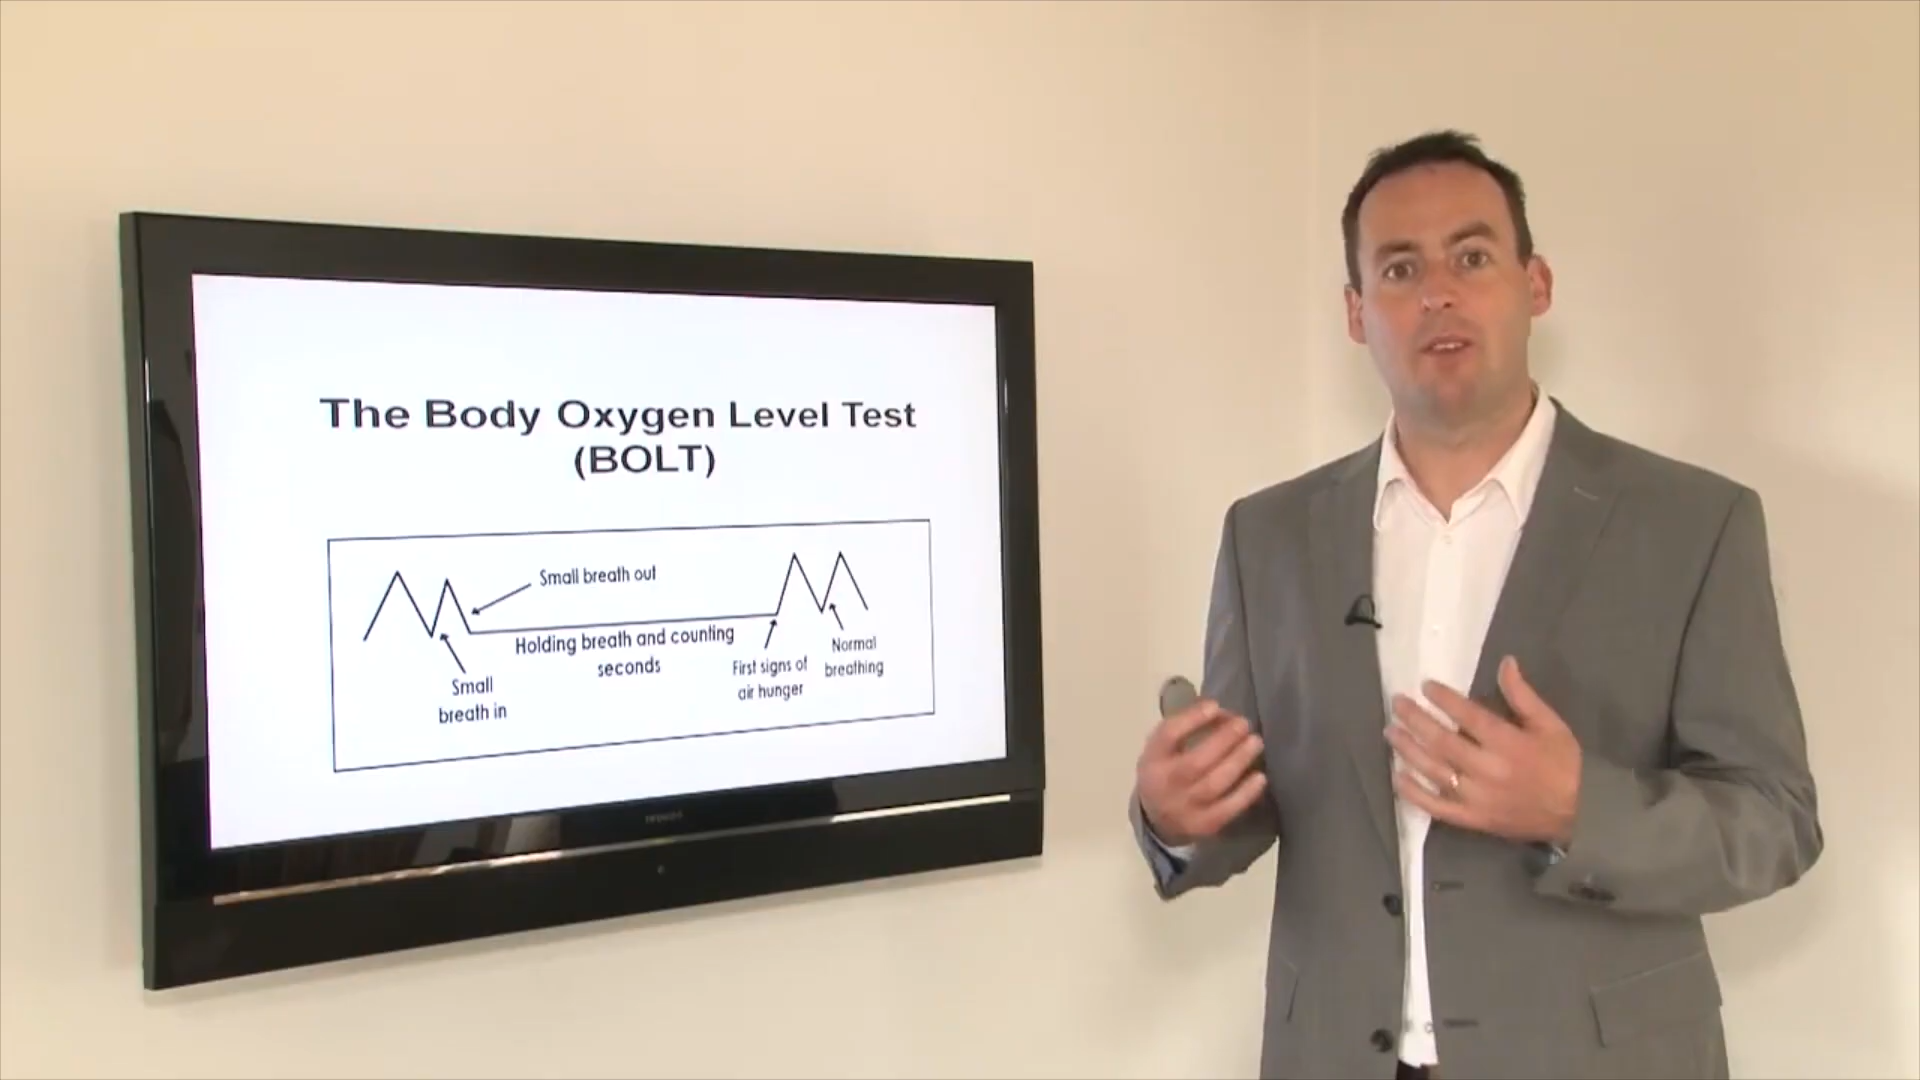 The Body Oxygen Level Test
(BOLT)
Small breath out
Holding breath and counting
seconds
Small
breath in
First signs of
air hunger
Normal
breathing